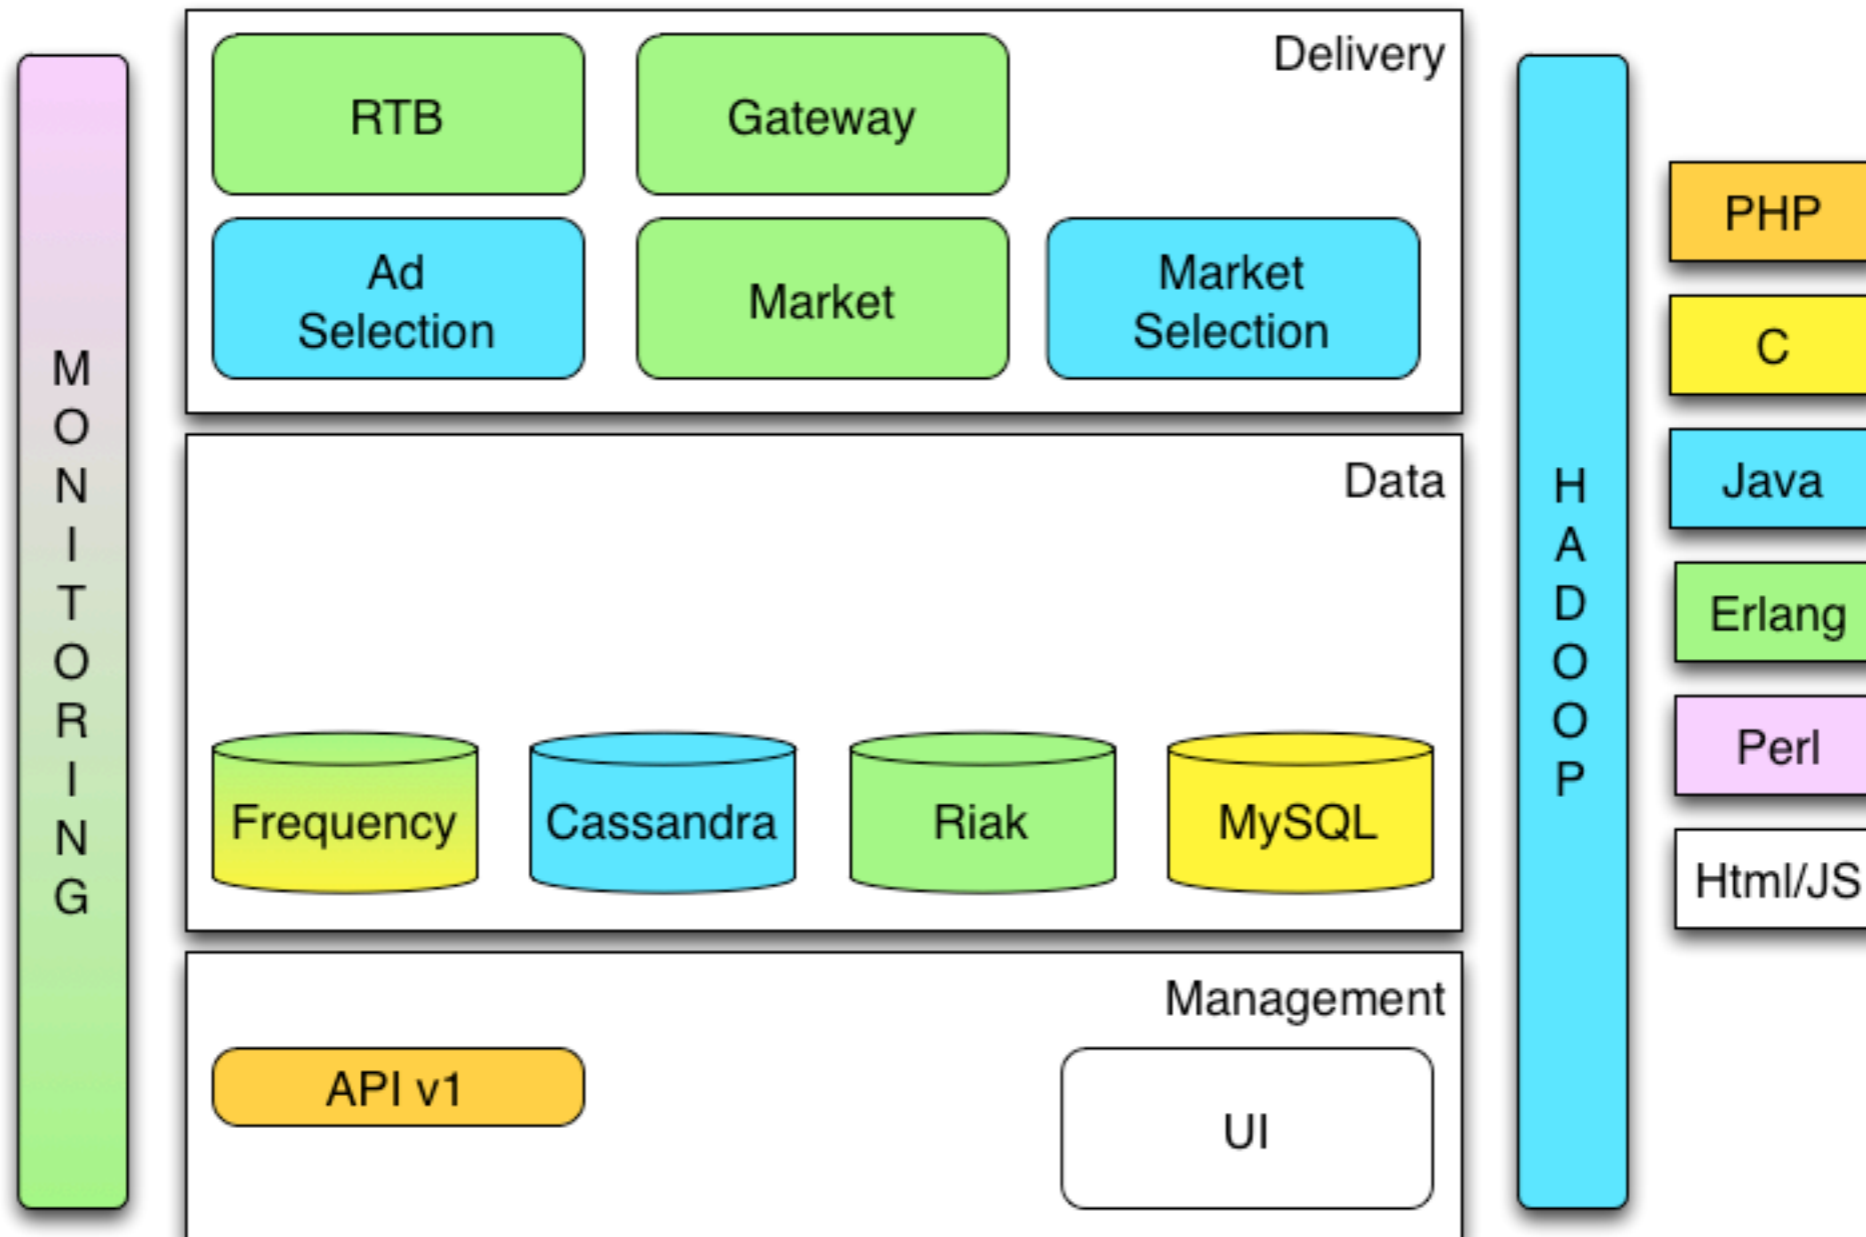 MONITORING
Delivery
RTB
Gateway
Ad
Selection
Market
Market
Selection
Data
Frequency
Cassandra
Riak
MySQL
Management
API v1
UI
HADOOP
PHP
C
Java
Erlang
Perl
Html/JS